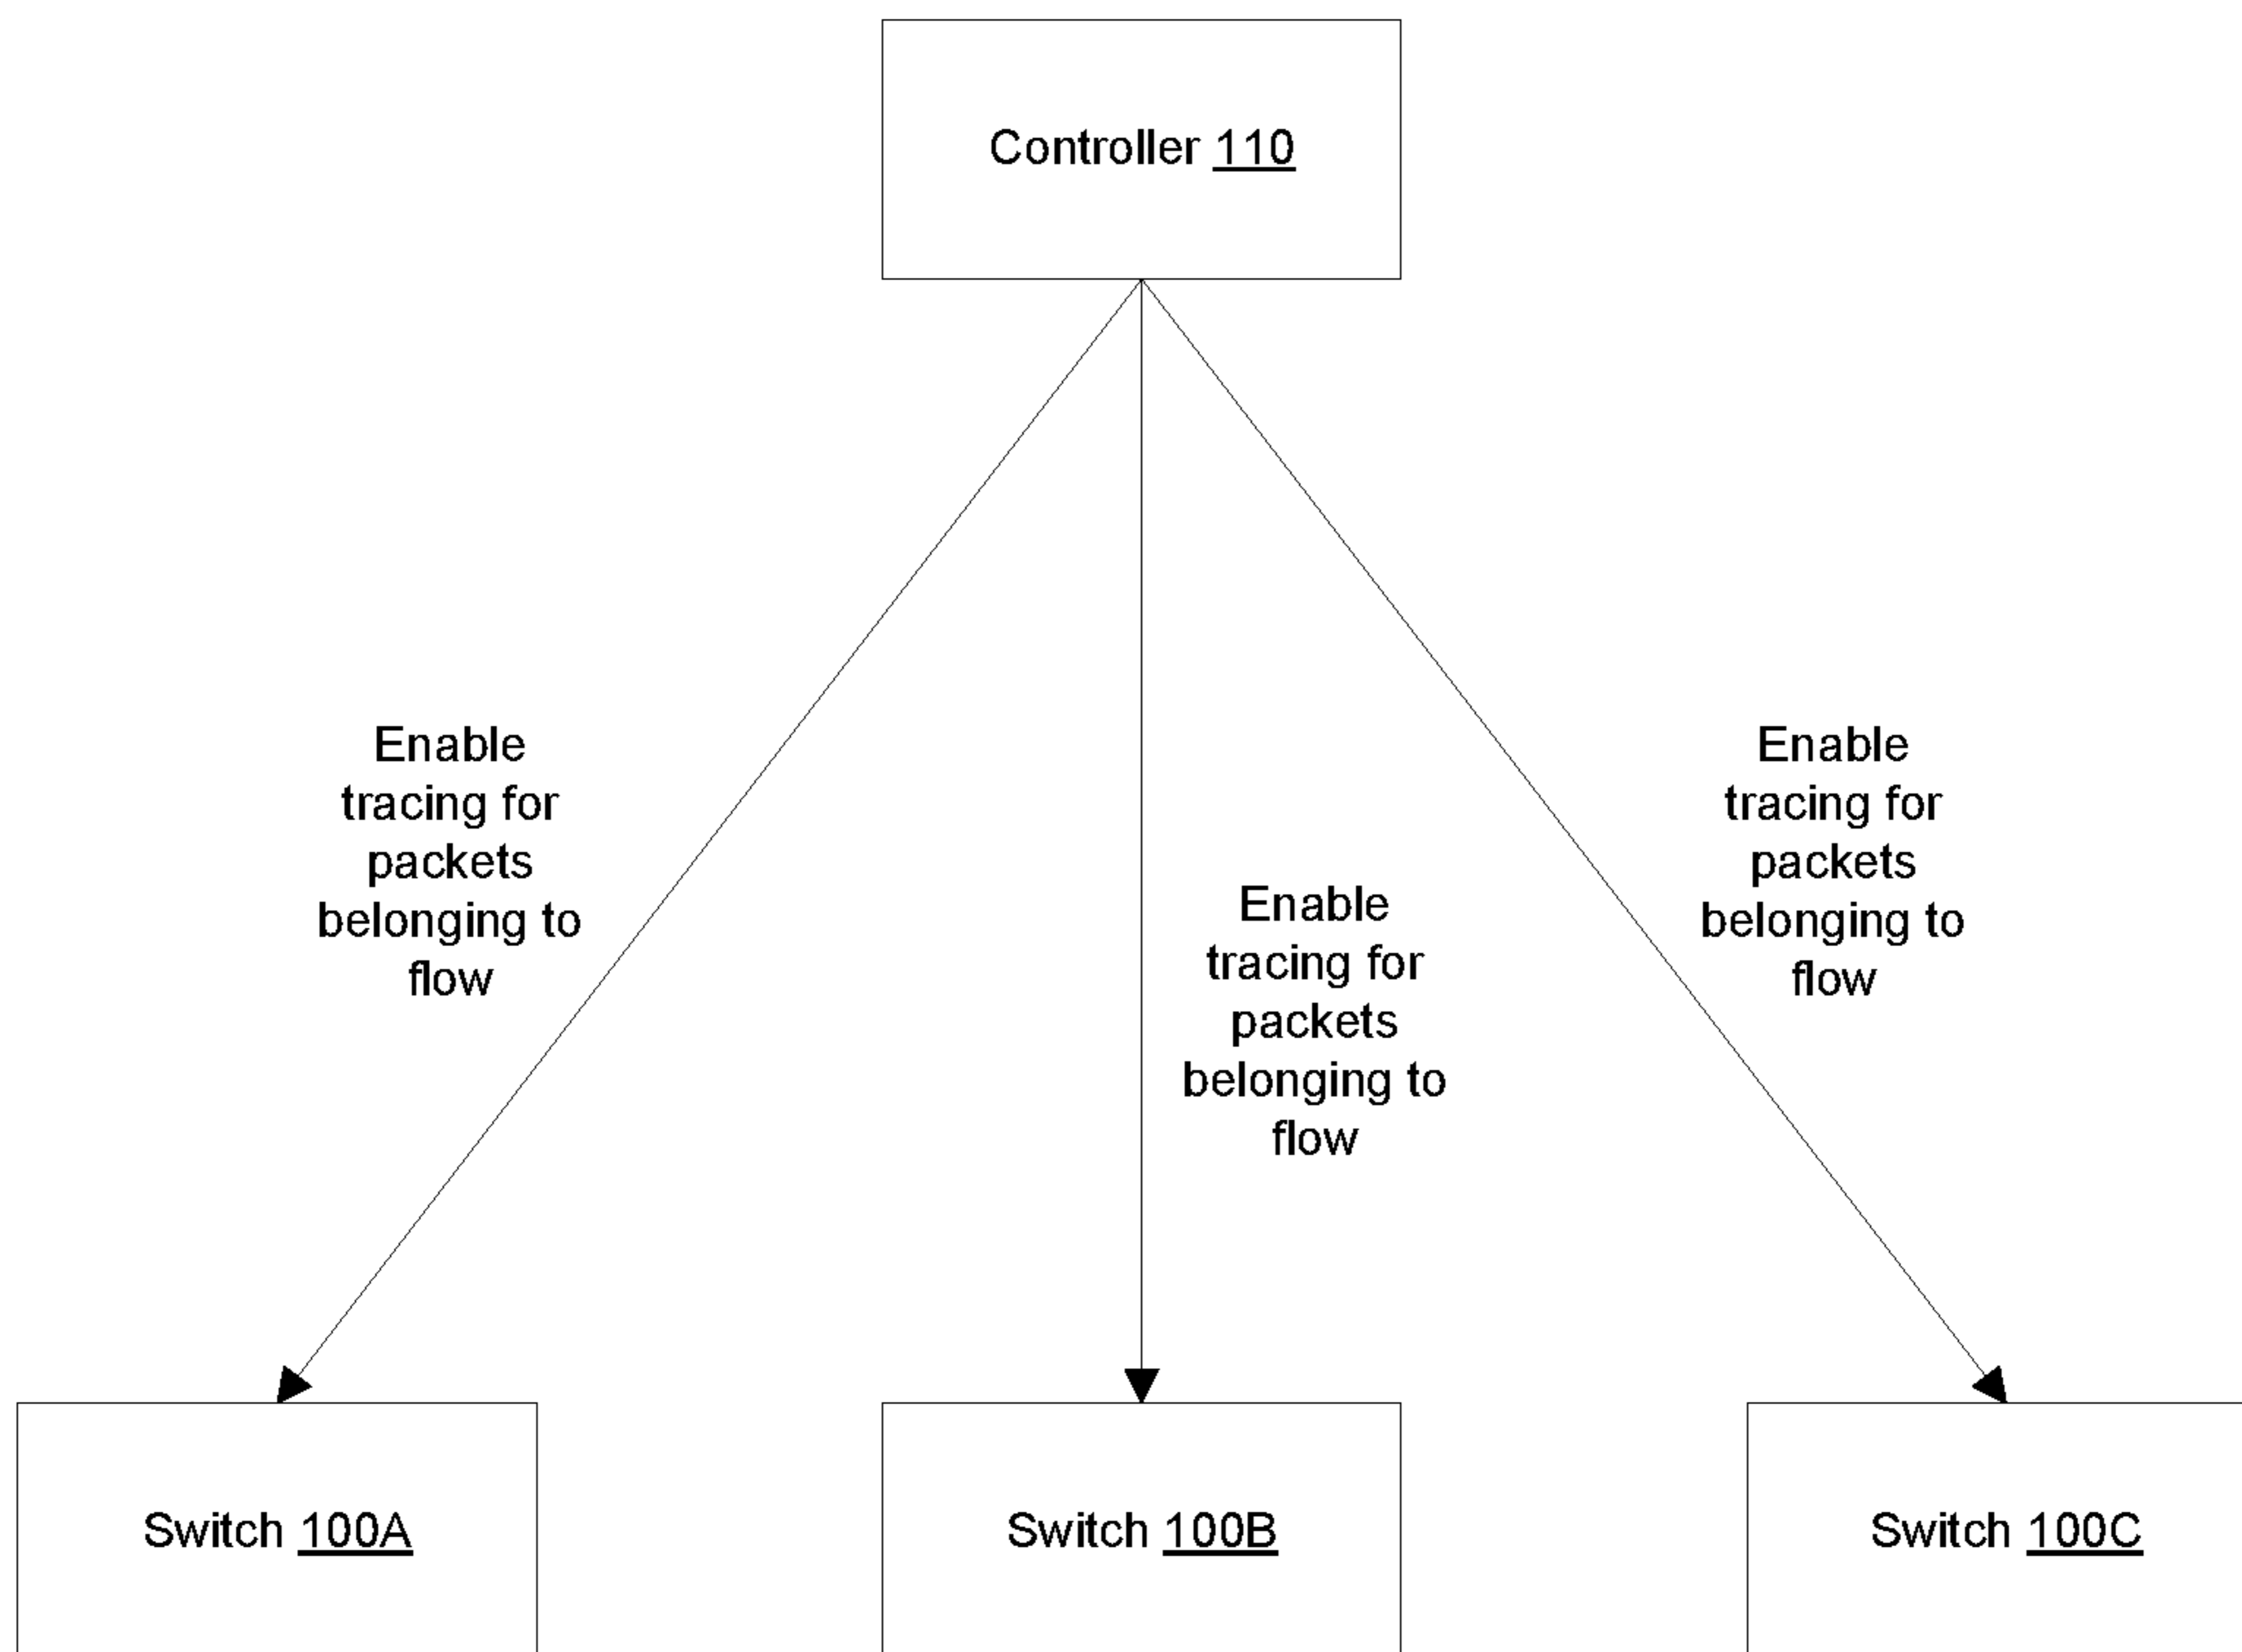 Controller 110
Enable
tracing for
packets
belonging to
flow
Enable
tracing for
packets
belonging to
flow
Enable
tracing for
packets
belonging to
flow
Switch 100A
Switch 100B
Switch 100C